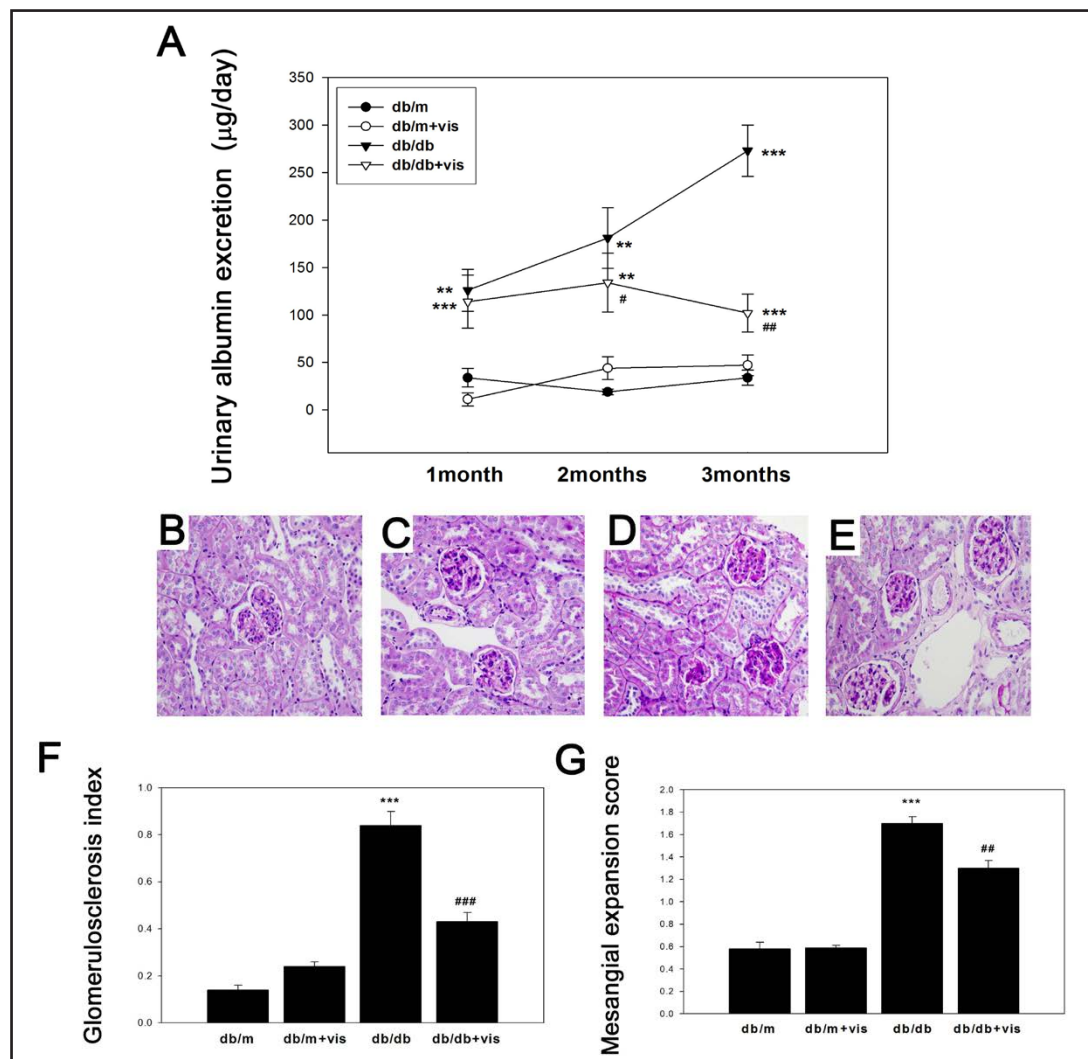 A
Urinary albumin excretion (μg/day)
350
300
250
200
150
100
50
0
db/m
db/m+vis
db/db
db/db+vis
***
**
**
#
**
***
***
##
1month 2months 3months
B C D E
F
Glomerulosclerosis index
1.0
0.8
0.6
0.4
0.2
0.0
***
###
db/m db/m+vis db/db db/db+vis
G
Mesangial expansion score
2.0
1.8
1.6
1.4
1.2
1.0
0.8
0.6
0.4
0.2
0.0
***
##
db/m db/m+vis db/db db/db+vis